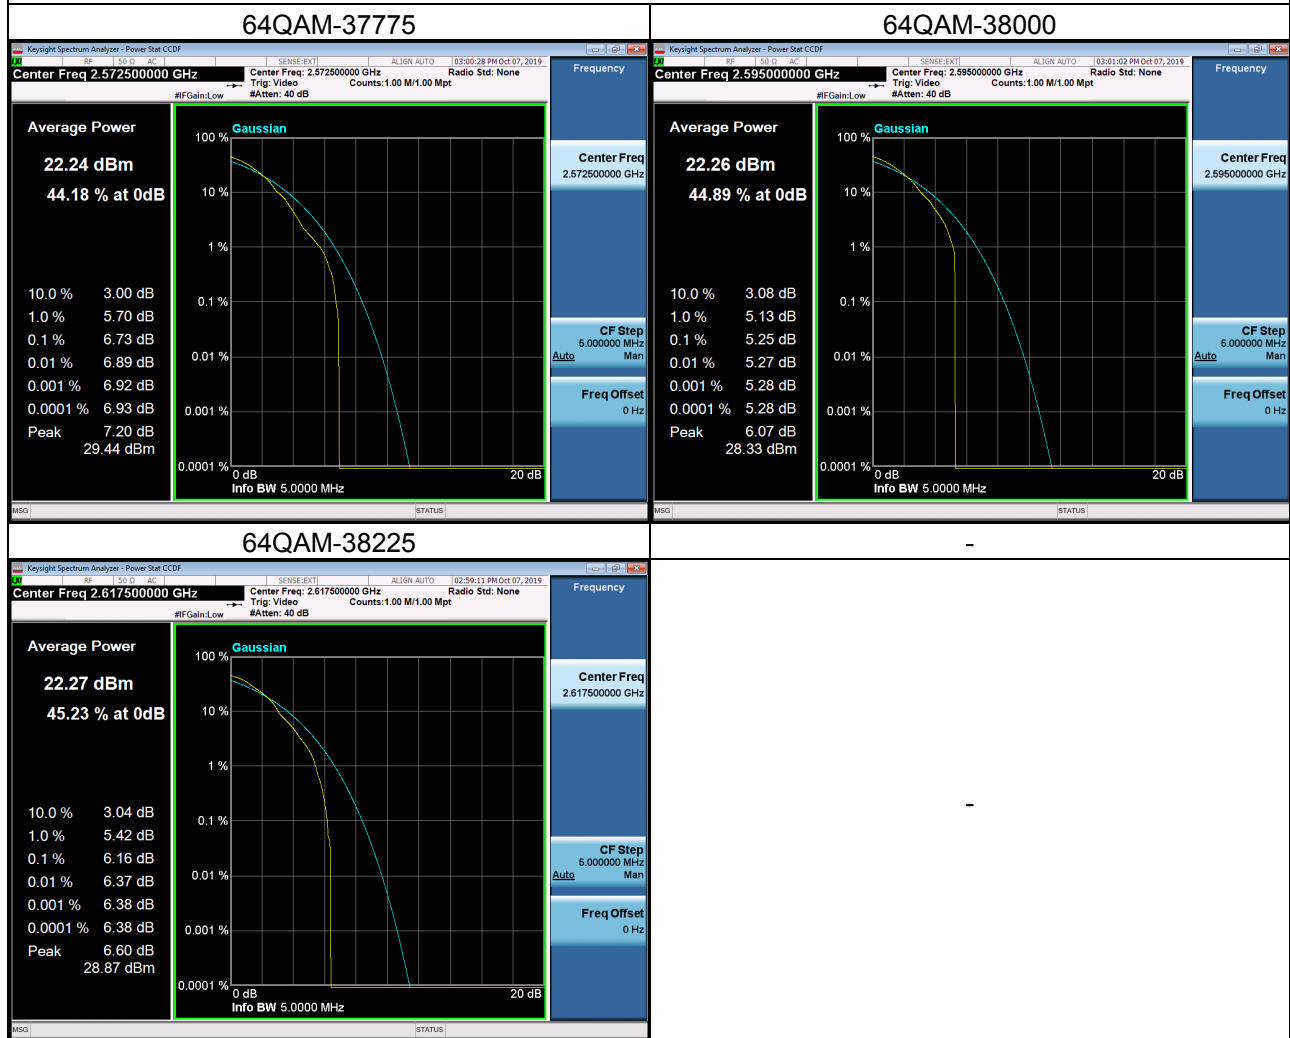 64QAM-37775
64QAM-38000
Keysight Spectrum Analyzer - Power Stat CCDF
LXI RF 50 Ω AC SENSE:EXT ALIGN AUTO 03:00:28 PM Oct 07, 2019
Center Freq 2.572500000 GHz
Center Freq: 2.572500000 GHz Radio Std: None
Trig: Video Counts:1.00 M/1.00 Mpt
#IFGain:Low #Atten: 40 dB
Average Power
22.24 dBm
44.18 % at 0dB
10.0 % 3.00 dB
1.0 % 5.70 dB
0.1 % 6.73 dB
0.01 % 6.89 dB
0.001 % 6.92 dB
0.0001 % 6.93 dB
Peak 7.20 dB
29.44 dBm
Gaussian
100 %
10 %
1 %
0.1 %
0.01 %
0.001 %
0.0001 %
0 dB 20 dB
Info BW 5.0000 MHz
Frequency
Center Freq
2.572500000 GHz
CF Step
5.000000 MHz
Auto Man
Freq Offset
0 Hz
MSG STATUS
Keysight Spectrum Analyzer - Power Stat CCDF
LXI RF 50 Ω AC SENSE:EXT ALIGN AUTO 03:01:02 PM Oct 07, 2019
Center Freq 2.595000000 GHz
Center Freq: 2.595000000 GHz Radio Std: None
Trig: Video Counts:1.00 M/1.00 Mpt
#IFGain:Low #Atten: 40 dB
Average Power
22.26 dBm
44.89 % at 0dB
10.0 % 3.08 dB
1.0 % 5.13 dB
0.1 % 5.25 dB
0.01 % 5.27 dB
0.001 % 5.28 dB
0.0001 % 5.28 dB
Peak 6.07 dB
28.33 dBm
Gaussian
100 %
10 %
1 %
0.1 %
0.01 %
0.001 %
0.0001 %
0 dB 20 dB
Info BW 5.0000 MHz
Frequency
Center Freq
2.595000000 GHz
CF Step
5.000000 MHz
Auto Man
Freq Offset
0 Hz
MSG STATUS
64QAM-38225
-
Keysight Spectrum Analyzer - Power Stat CCDF
LXI RF 50 Ω AC SENSE:EXT ALIGN AUTO 02:59:11 PM Oct 07, 2019
Center Freq 2.617500000 GHz
Center Freq: 2.617500000 GHz Radio Std: None
Trig: Video Counts:1.00 M/1.00 Mpt
#IFGain:Low #Atten: 40 dB
Average Power
22.27 dBm
45.23 % at 0dB
10.0 % 3.04 dB
1.0 % 5.42 dB
0.1 % 6.16 dB
0.01 % 6.37 dB
0.001 % 6.38 dB
0.0001 % 6.38 dB
Peak 6.60 dB
28.87 dBm
Gaussian
100 %
10 %
1 %
0.1 %
0.01 %
0.001 %
0.0001 %
0 dB 20 dB
Info BW 5.0000 MHz
Frequency
Center Freq
2.617500000 GHz
CF Step
5.000000 MHz
Auto Man
Freq Offset
0 Hz
MSG STATUS
-